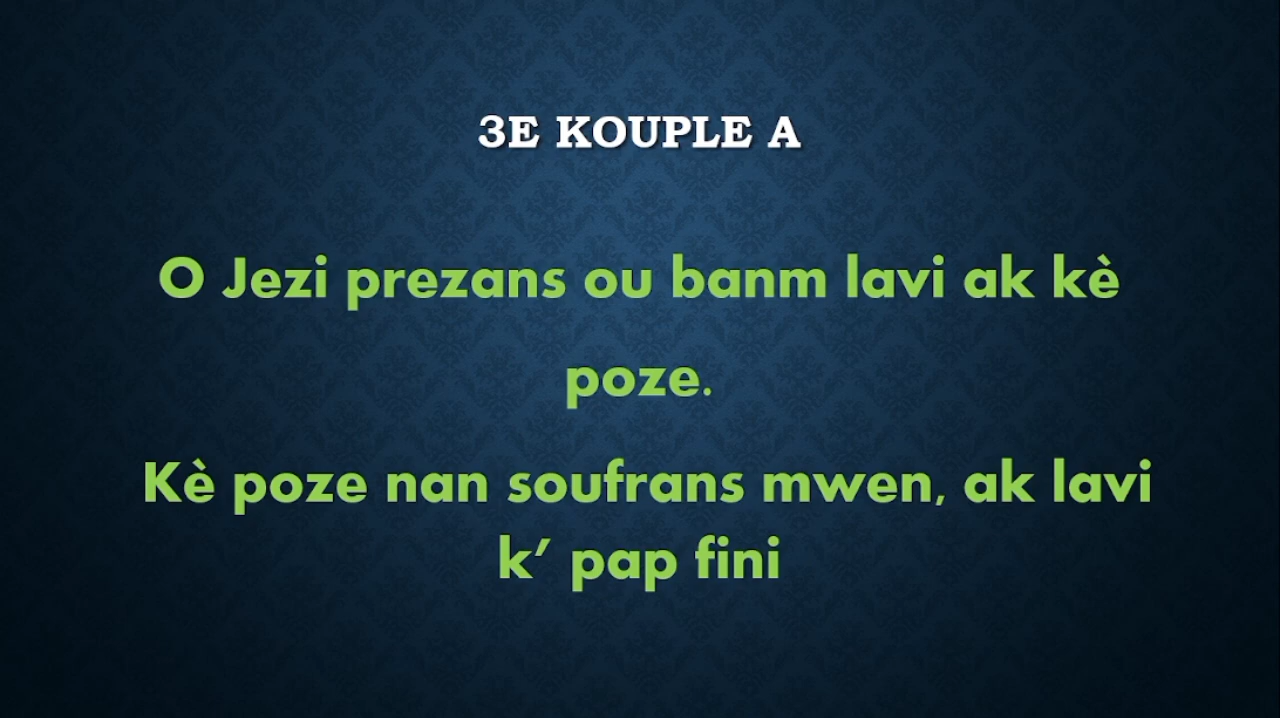 3E KOUPLE A
O Jezi prezans ou banm lavi ak kè
poze.
Kè poze nan soufrans mwen, ak lavi
k’ pap fini